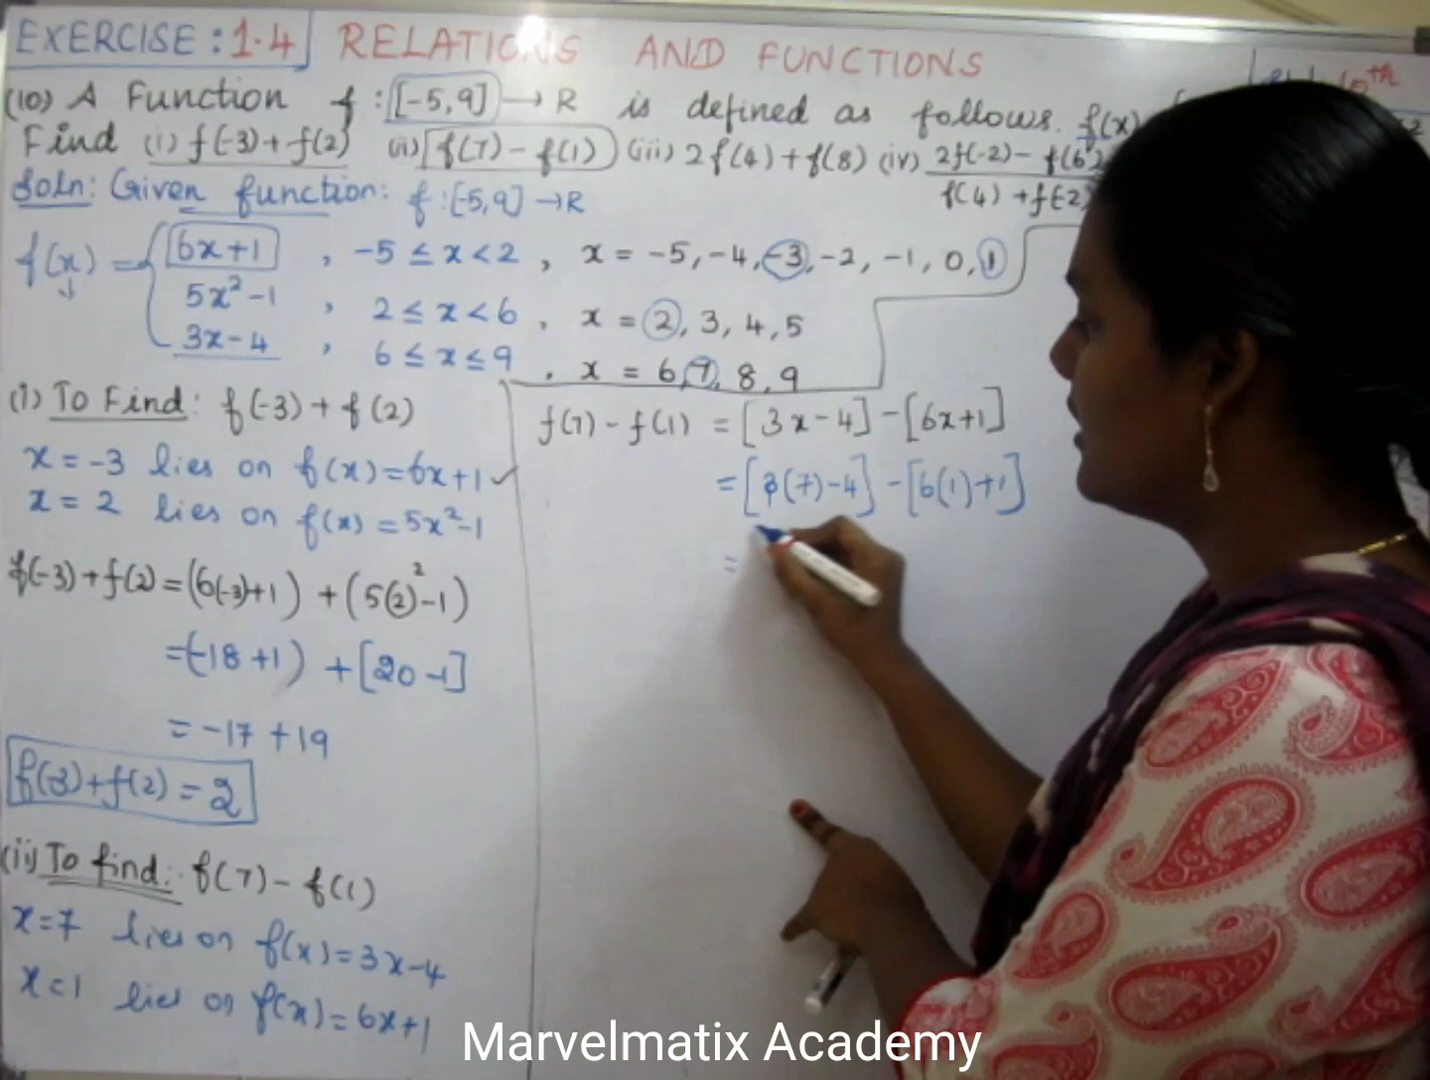 EXERCISE: 1.4 RELATIONS AND FUNCTIONS
10th
(10) A Function f : [-5,9] → R is defined as follows. f(x)
Find (i) f(-3) + f(2) (ii) f(7) - f(1) (iii) 2f(4) + f(8) (iv) 2f(-2) - f(6)
f(4) + f(-2)
Soln: Given function: f : [-5,9] → R
f(x) = { 6x+1 , -5 ≤ x < 2 , x = -5, -4, -3, -2, -1, 0, 1
5x²-1 , 2 ≤ x < 6 , x = 2, 3, 4, 5
3x-4 , 6 ≤ x ≤ 9 , x = 6, 7, 8, 9
(i) To Find: f(-3) + f(2)
x = -3 lies on f(x) = 6x+1 ✓
x = 2 lies on f(x) = 5x²-1
f(-3) + f(2) = (6(-3)+1) + (5(2)²-1)
= (-18+1) + [20-1]
= -17 + 19
f(-3)+f(2) = 2
(ii) To find: f(7) - f(1)
x=7 lies on f(x) = 3x-4
x=1 lies on f(x) = 6x+1
f(7) - f(1) = [3x-4] - [6x+1]
= [3(7)-4] - [6(1)+1]
=
Marvelmatix Academy